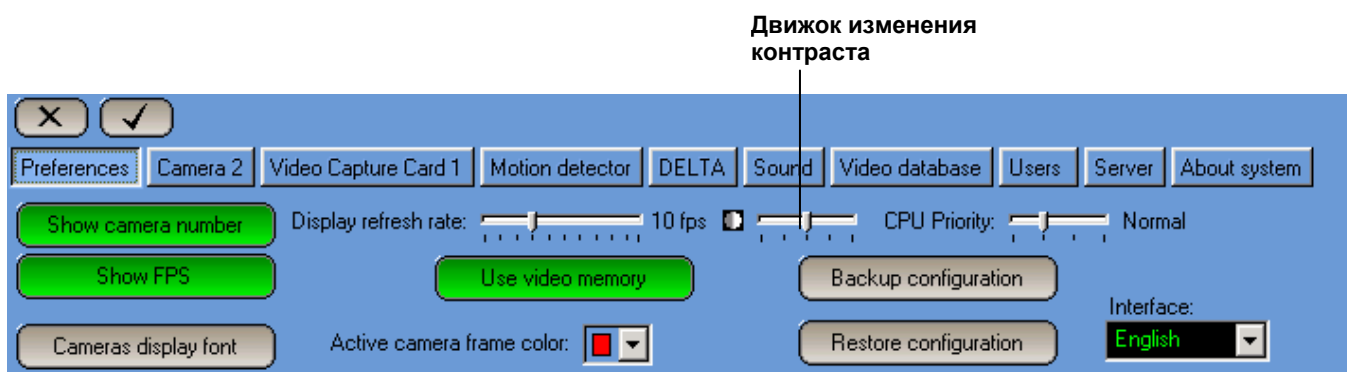 Движок изменения
контраста
Preferences Camera 2 Video Capture Card 1 Motion detector DELTA Sound Video database Users Server About system
Show camera number Display refresh rate: 10 fps CPU Priority: Normal
Show FPS Use video memory Backup configuration
Interface:
Cameras display font Active camera frame color: Restore configuration English